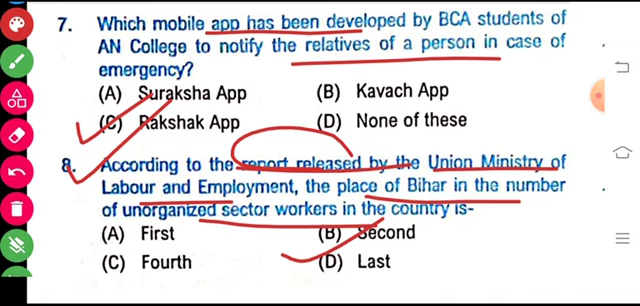 7. Which mobile app has been developed by BCA students of
AN College to notify the relatives of a person in case of
emergency?
(A) Suraksha App (B) Kavach App
(C) Rakshak App (D) None of these
8. According to the report released by the Union Ministry of
Labour and Employment, the place of Bihar in the number
of unorganized sector workers in the country is-
(A) First (B) Second
(C) Fourth (D) Last